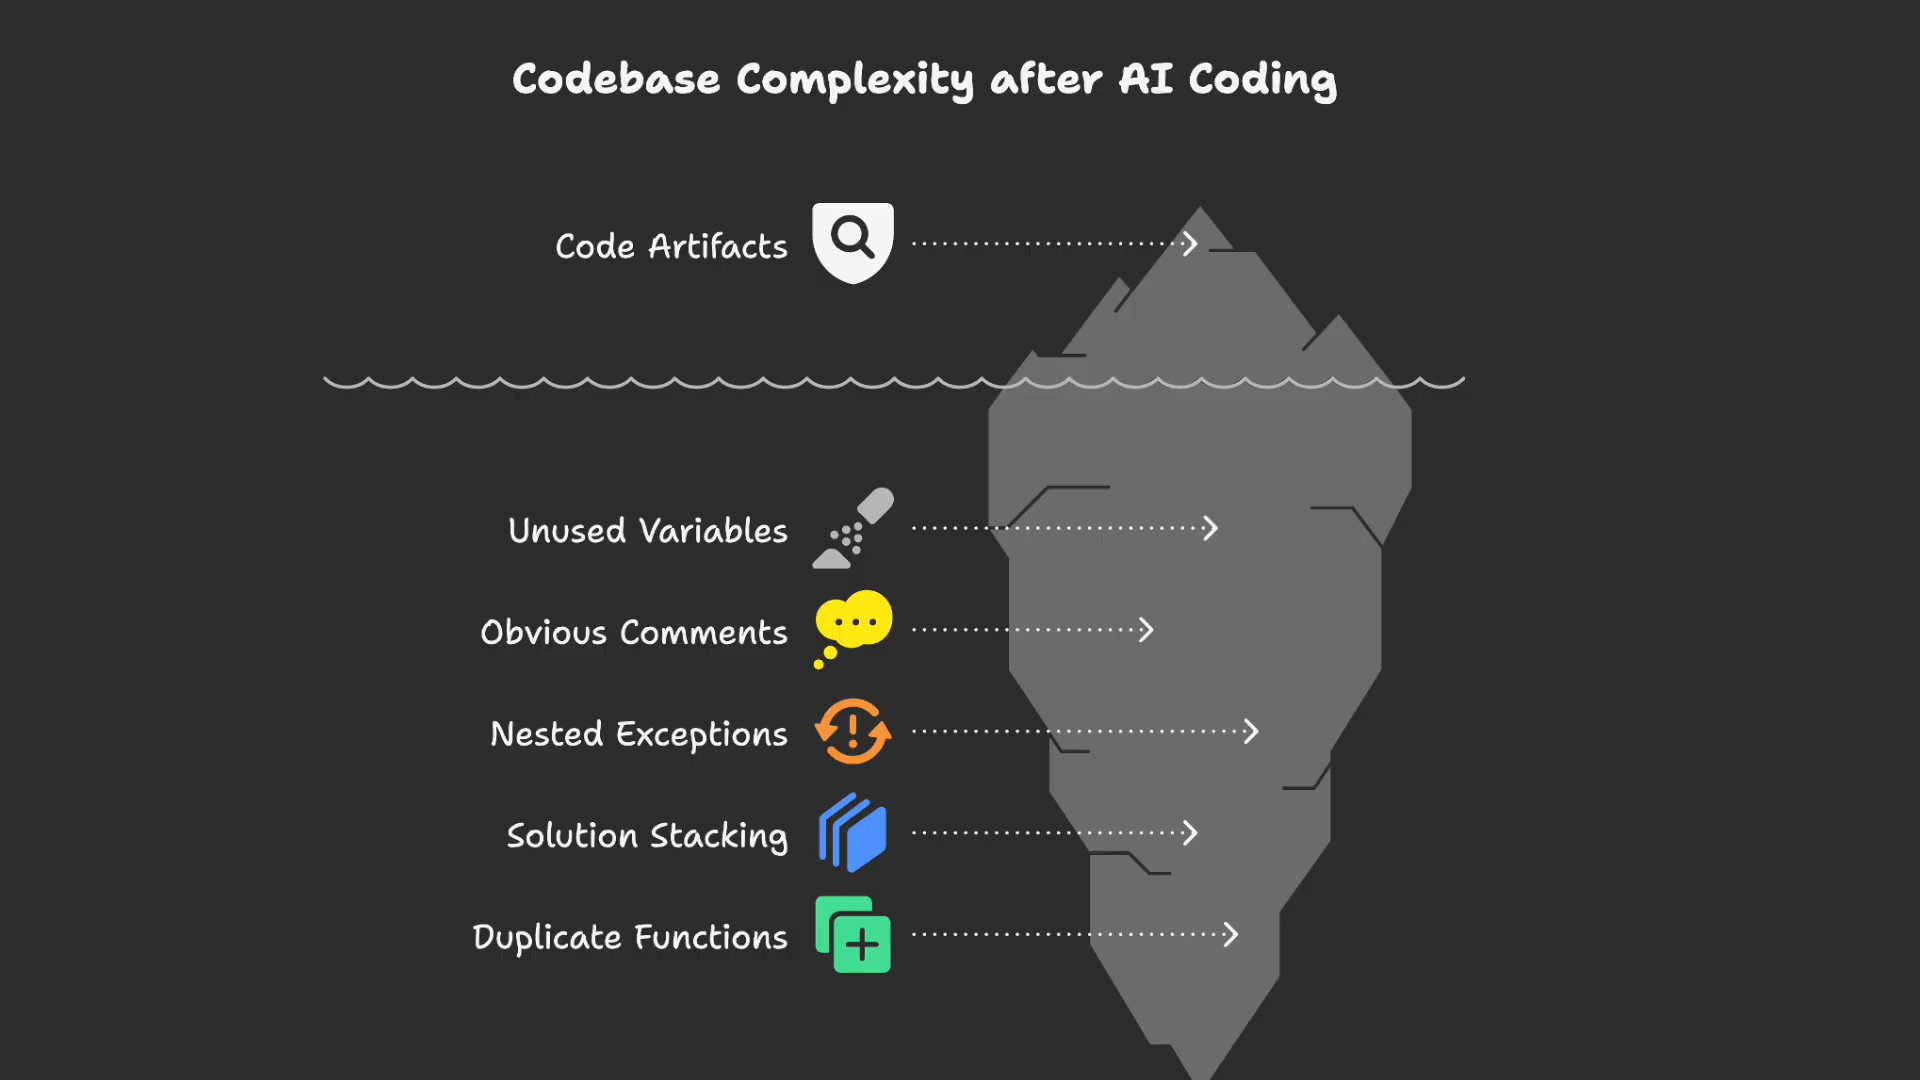 Codebase Complexity after AI Coding
Code Artifacts
Unused Variables
Obvious Comments
Nested Exceptions
Solution Stacking
Duplicate Functions